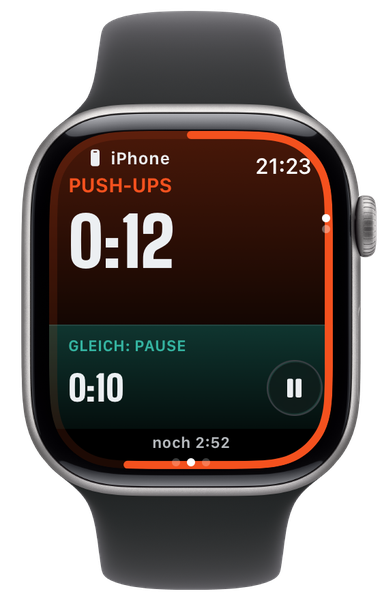 iPhone
21:23
PUSH-UPS
0:12
GLEICH: PAUSE
0:10
noch 2:52